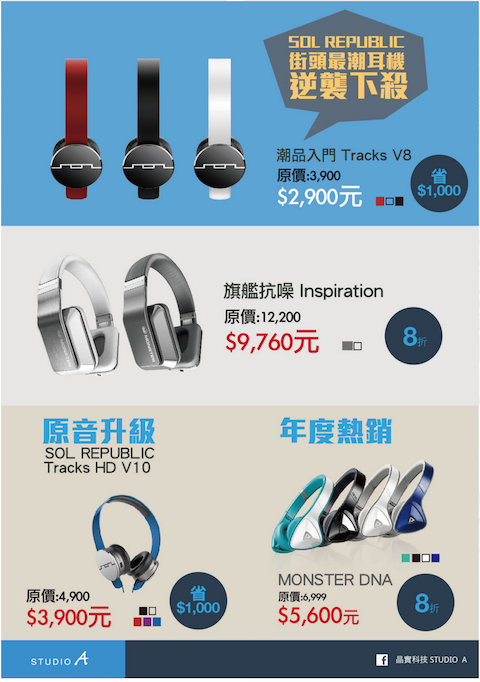 SOL REPUBLIC
街頭最潮耳機
逆襲下殺
潮品入門 Tracks V8
原價:3,900
$2,900元
省
$1,000
旗艦抗噪 Inspiration
原價:12,200
$9,760元
8折
原音升級
SOL REPUBLIC
Tracks HD V10
原價:4,900
$3,900元
省
$1,000
年度熱銷
MONSTER DNA
原價:6,999
$5,600元
8折
STUDIO A
晶實科技 STUDIO A